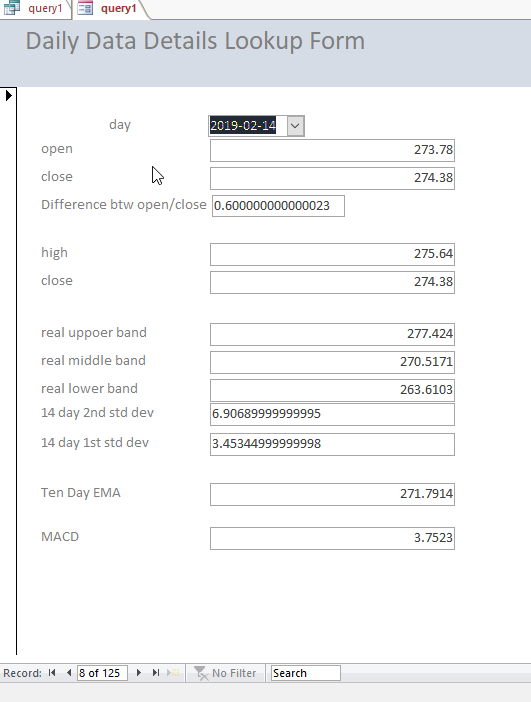 query1 query1
Daily Data Details Lookup Form
day 2019-02-14
open 273.78
close 274.38
Difference btw open/close 0.600000000000023
high 275.64
close 274.38
real uppoer band 277.424
real middle band 270.5171
real lower band 263.6103
14 day 2nd std dev 6.90689999999995
14 day 1st std dev 3.45344999999998
Ten Day EMA 271.7914
MACD 3.7523
Record: 8 of 125 No Filter Search